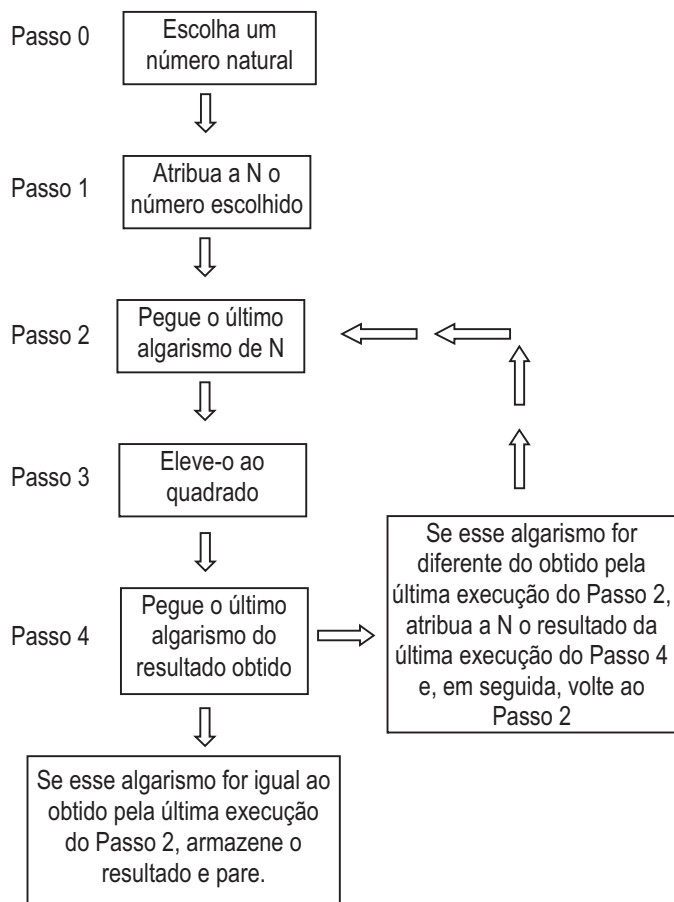 Passo 0
Escolha um
número natural
Passo 1
Atribua a N o
número escolhido
Passo 2
Pegue o último
algarismo de N
Passo 3
Eleve-o ao
quadrado
Passo 4
Pegue o último
algarismo do
resultado obtido
Se esse algarismo for
diferente do obtido pela
última execução do Passo 2,
atribua a N o resultado da
última execução do Passo 4
e, em seguida, volte ao
Passo 2
Se esse algarismo for igual ao
obtido pela última execução
do Passo 2, armazene o
resultado e pare.